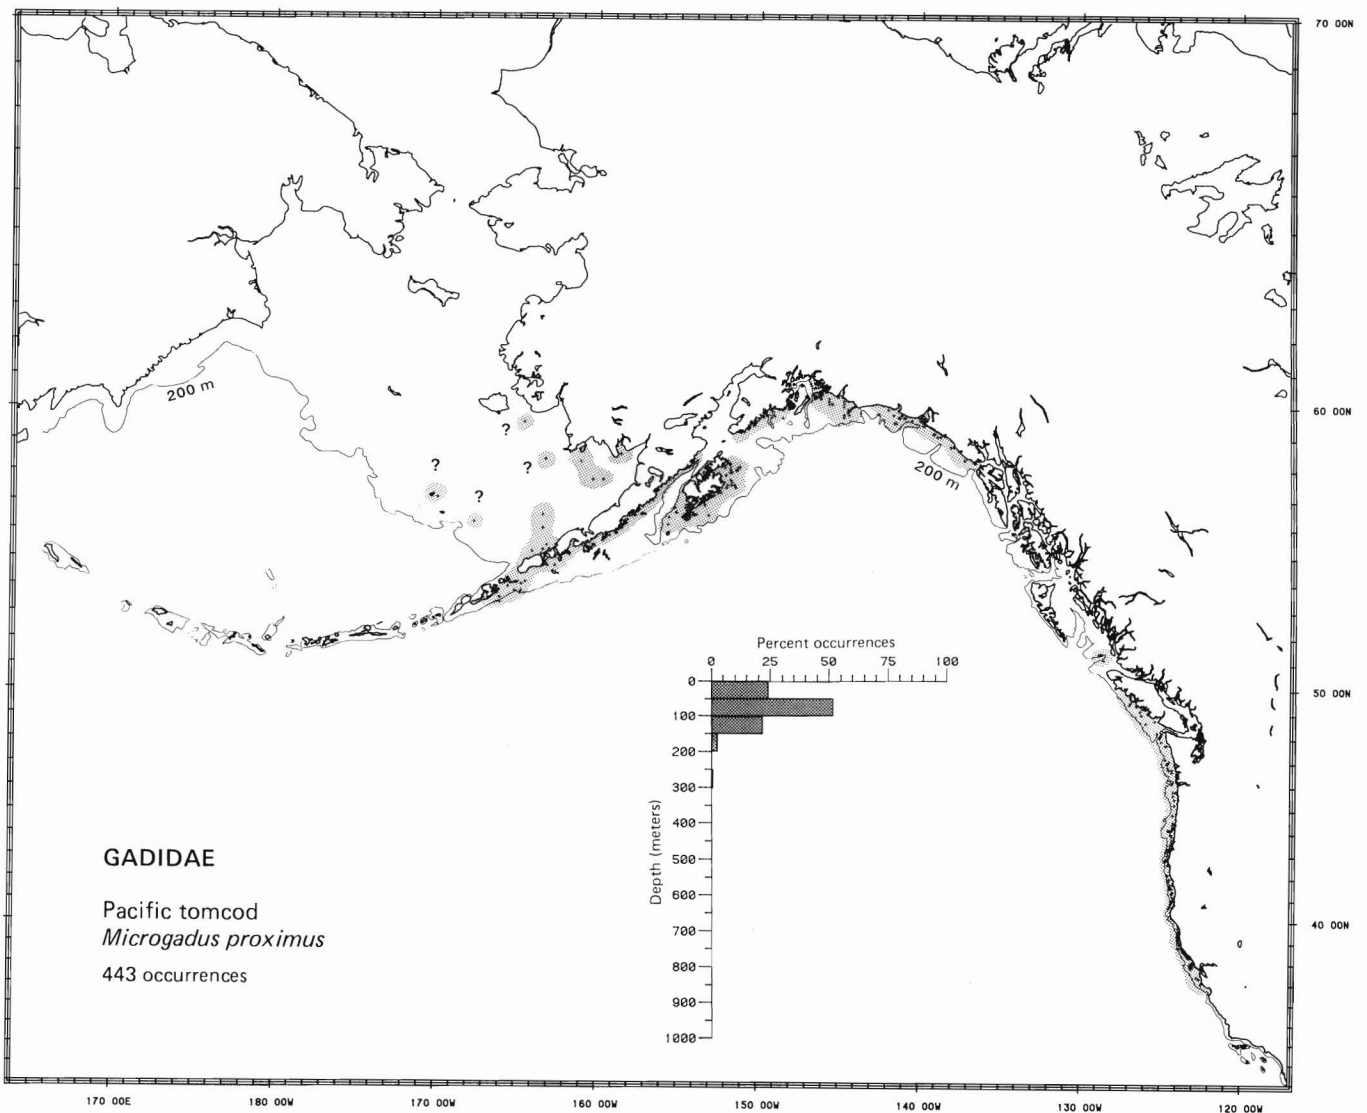 70 00N
200 m
60 00N
?
?
?
?
200 m
Percent occurrences
0 25 50 75 100
0
50 00N
100
200
300
Depth (meters)
400
500
600
700
800
900
1000
GADIDAE
Pacific tomcod
Microgadus proximus
443 occurrences
40 00N
170 00E 180 00W 170 00W 160 00W 150 00W 140 00W 130 00W 120 00W